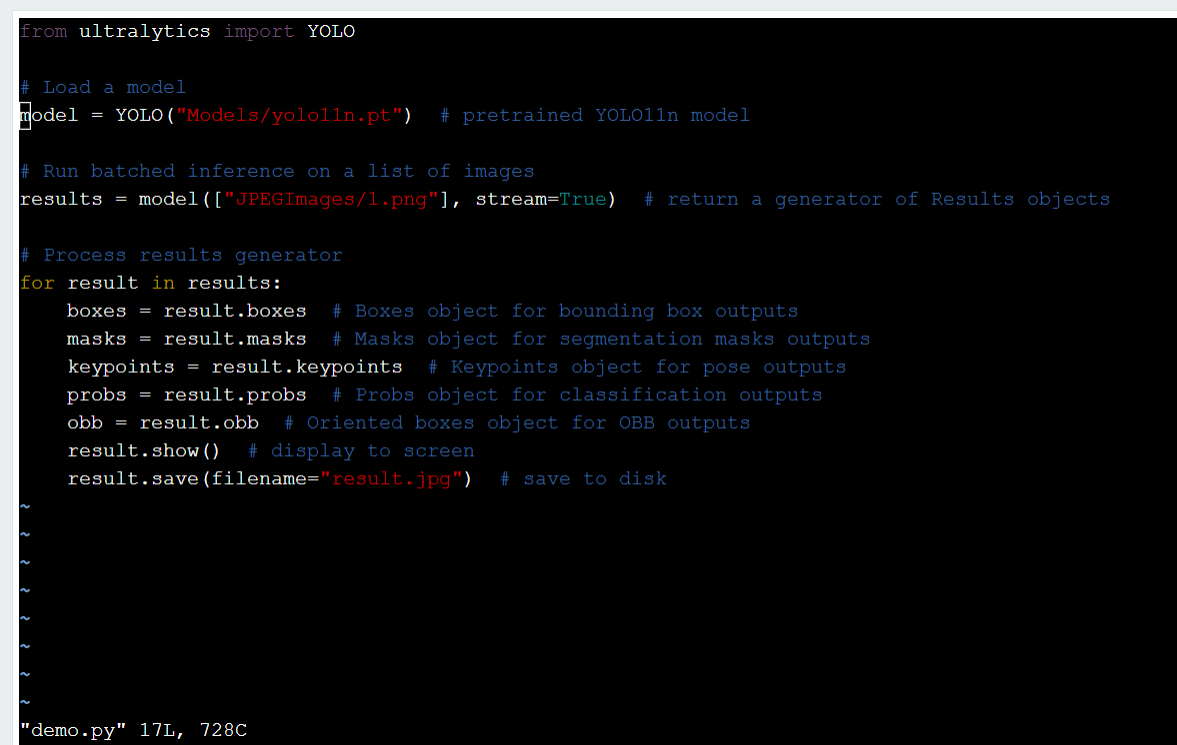 from ultralytics import YOLO
# Load a model
model = YOLO("Models/yolo11n.pt")  # pretrained YOLO11n model
# Run batched inference on a list of images
results = model(["JPEGImages/1.png"], stream=True)  # return a generator of Results objects
# Process results generator
for result in results:
    boxes = result.boxes  # Boxes object for bounding box outputs
    masks = result.masks  # Masks object for segmentation masks outputs
    keypoints = result.keypoints  # Keypoints object for pose outputs
    probs = result.probs  # Probs object for classification outputs
    obb = result.obb  # Oriented boxes object for OBB outputs
    result.show()  # display to screen
    result.save(filename="result.jpg")  # save to disk
~
~
~
~
~
~
~
~
"demo.py" 17L, 728C